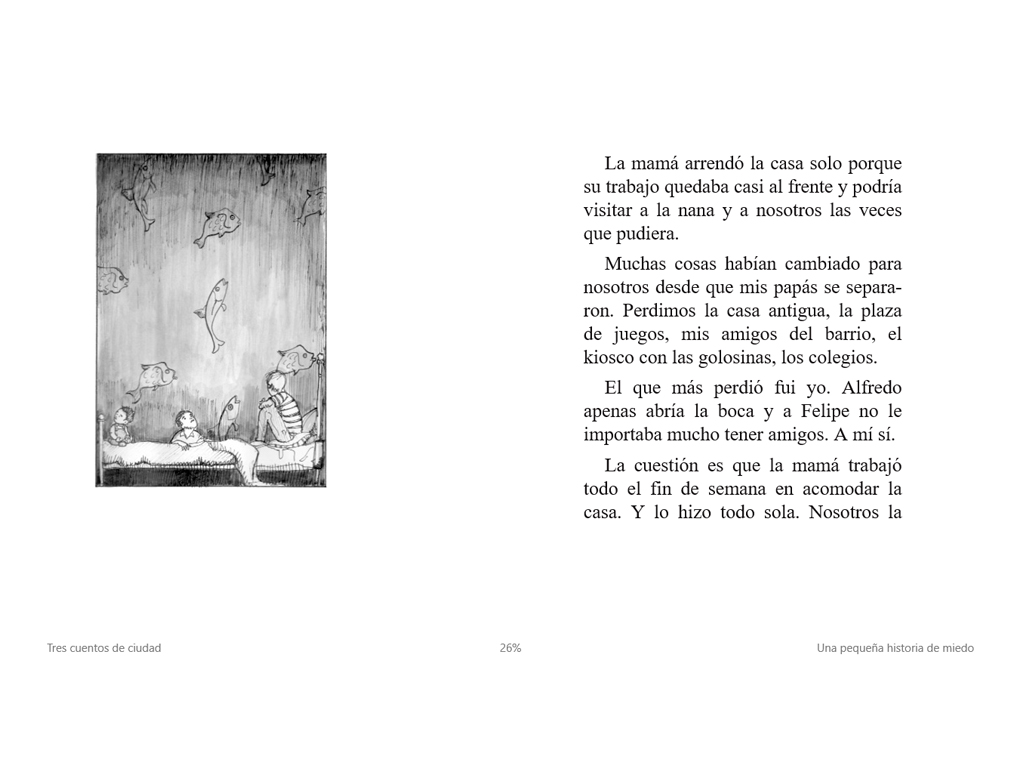 La mamá arrendó la casa solo porque
su trabajo quedaba casi al frente y podría
visitar a la nana y a nosotros las veces
que pudiera.
Muchas cosas habían cambiado para
nosotros desde que mis papás se separa-
ron. Perdimos la casa antigua, la plaza
de juegos, mis amigos del barrio, el
kiosco con las golosinas, los colegios.
El que más perdió fui yo. Alfredo
apenas abría la boca y a Felipe no le
importaba mucho tener amigos. A mí sí.
La cuestión es que la mamá trabajó
todo el fin de semana en acomodar la
casa. Y lo hizo todo sola. Nosotros la
Tres cuentos de ciudad
26%
Una pequeña historia de miedo